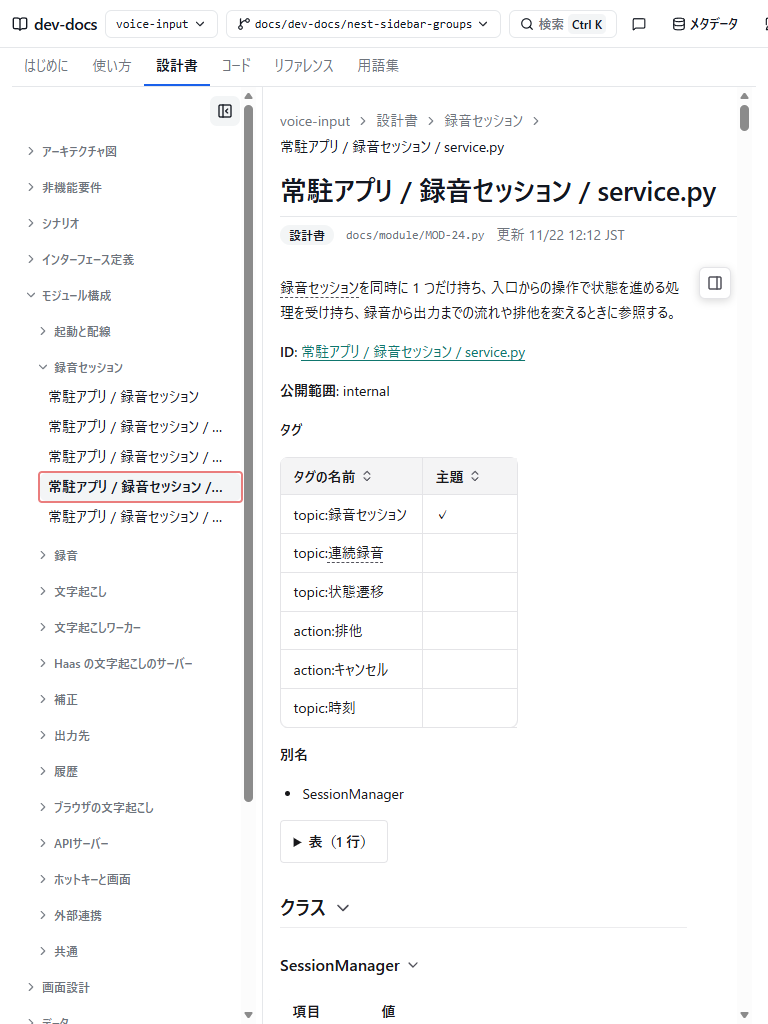 dev-docs
voice-input
docs/dev-docs/nest-sidebar-groups
検索 Ctrl K
メタデータ
はじめに
使い方
設計書
コード
リファレンス
用語集
アーキテクチャ図
非機能要件
シナリオ
インターフェース定義
モジュール構成
起動と配線
録音セッション
常駐アプリ / 録音セッション
常駐アプリ / 録音セッション / ...
常駐アプリ / 録音セッション / ...
常駐アプリ / 録音セッション /...
常駐アプリ / 録音セッション / ...
録音
文字起こし
文字起こしワーカー
Haas の文字起こしのサーバー
補正
出力先
履歴
ブラウザの文字起こし
APIサーバー
ホットキーと画面
外部連携
共通
画面設計
データ
voice-input > 設計書 > 録音セッション >
常駐アプリ / 録音セッション / service.py
常駐アプリ / 録音セッション / service.py
設計書 docs/module/MOD-24.py 更新 11/22 12:12 JST
録音セッションを同時に 1 つだけ持ち、入口からの操作で状態を進める処
理を受け持ち、録音から出力までの流れや排他を変えるときに参照する。
ID: 常駐アプリ / 録音セッション / service.py
公開範囲: internal
タグ
タグの名前 主題
topic:録音セッション ✓
topic:連続録音
topic:状態遷移
action:排他
action:キャンセル
topic:時刻
別名
• SessionManager
▶ 表（1 行）
クラス
SessionManager
項目 値